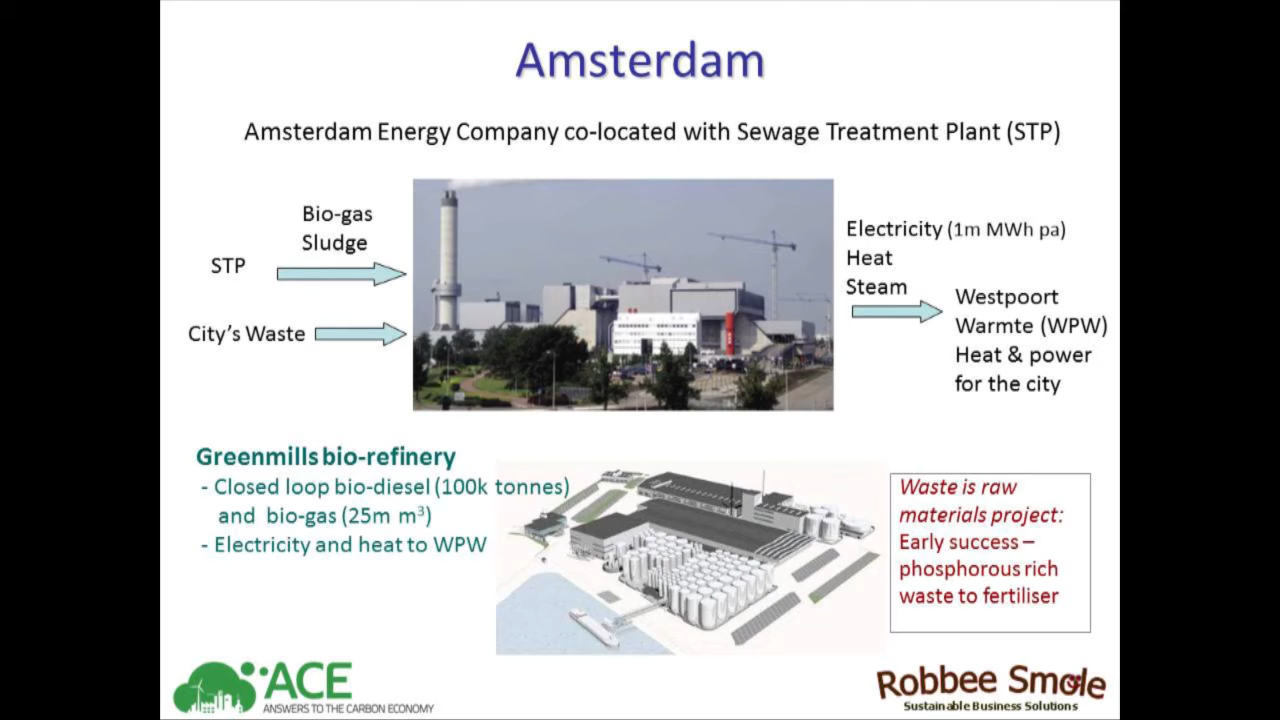 Amsterdam
Amsterdam Energy Company co-located with Sewage Treatment Plant (STP)
Bio-gas
Sludge
STP
City's Waste
Electricity (1m MWh pa)
Heat
Steam
Westpoort
Warmte (WPW)
Heat & power
for the city
Greenmills bio-refinery
- Closed loop bio-diesel (100k tonnes)
and bio-gas (25m m³)
- Electricity and heat to WPW
Waste is raw
materials project:
Early success –
phosphorous rich
waste to fertiliser
ACE
ANSWERS TO THE CARBON ECONOMY
Robbee Smole
Sustainable Business Solutions